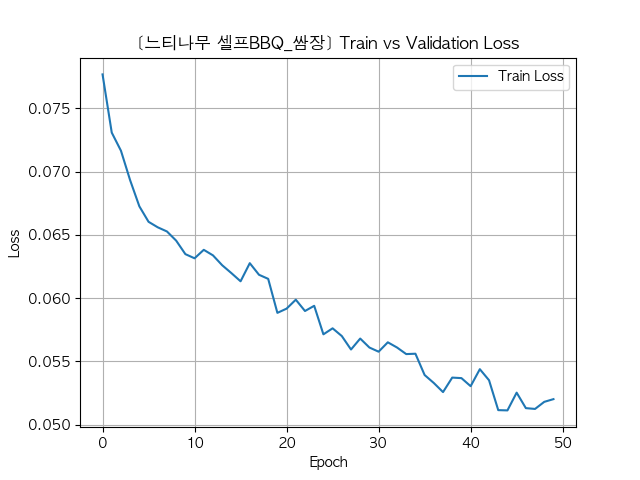 [느티나무 셀프BBQ_쌈장] Train vs Validation Loss
Train Loss
0.075
0.070
0.065
0.060
0.055
0.050
Loss
0 10 20 30 40 50
Epoch